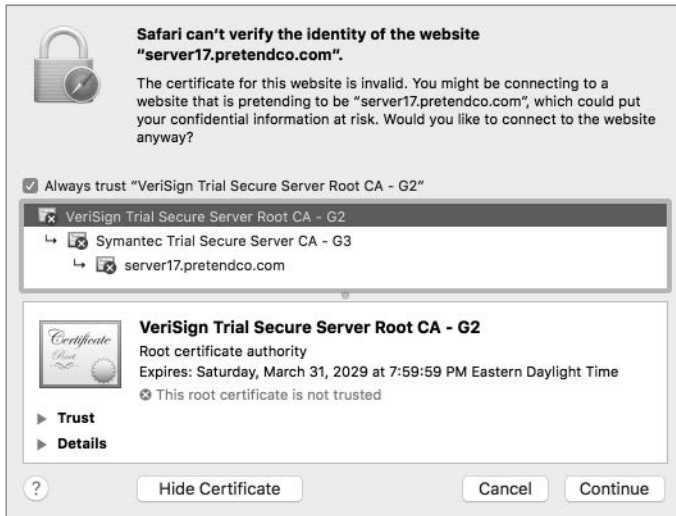 Safari can't verify the identity of the website
"server17.pretendco.com".
The certificate for this website is invalid. You might be connecting to a
website that is pretending to be "server17.pretendco.com", which could put
your confidential information at risk. Would you like to connect to the website
anyway?
Always trust "VeriSign Trial Secure Server Root CA - G2"
VeriSign Trial Secure Server Root CA - G2
Symantec Trial Secure Server CA - G3
server17.pretendco.com
Certificate
Root
VeriSign Trial Secure Server Root CA - G2
Root certificate authority
Expires: Saturday, March 31, 2029 at 7:59:59 PM Eastern Daylight Time
This root certificate is not trusted
Trust
Details
? Hide Certificate Cancel Continue